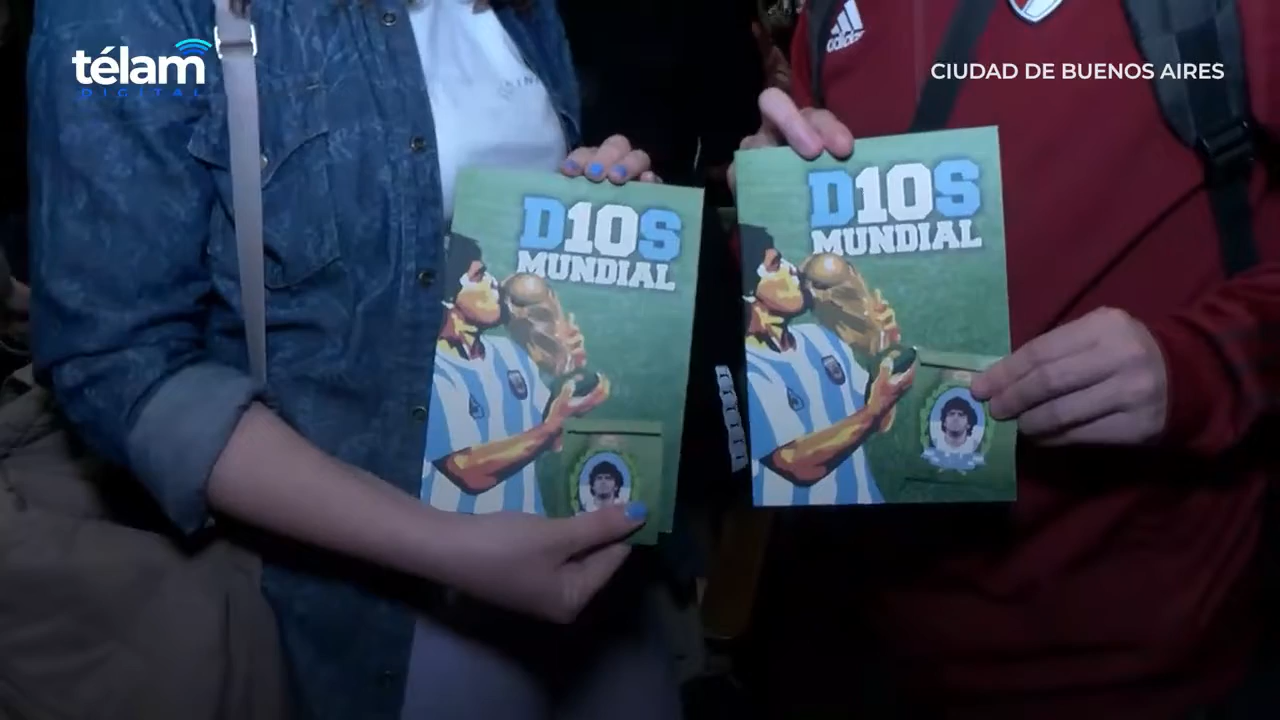 télam
DIGITAL
CIUDAD DE BUENOS AIRES
adidas
D10S
MUNDIAL
D10S
MUNDIAL